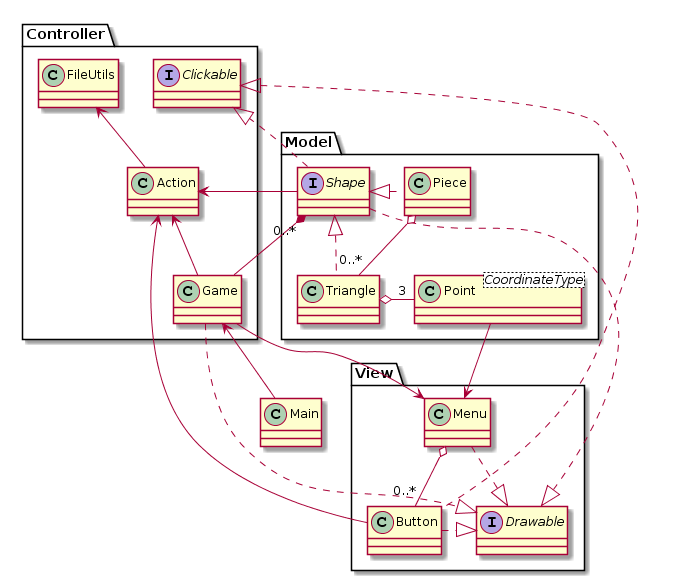 Controller
C FileUtils
I Clickable
Model
C Action
I Shape
C Piece
0..*
0..*
C Game
C Triangle
3
C Point
CoordinateType
View
C Main
C Menu
0..*
C Button
I Drawable